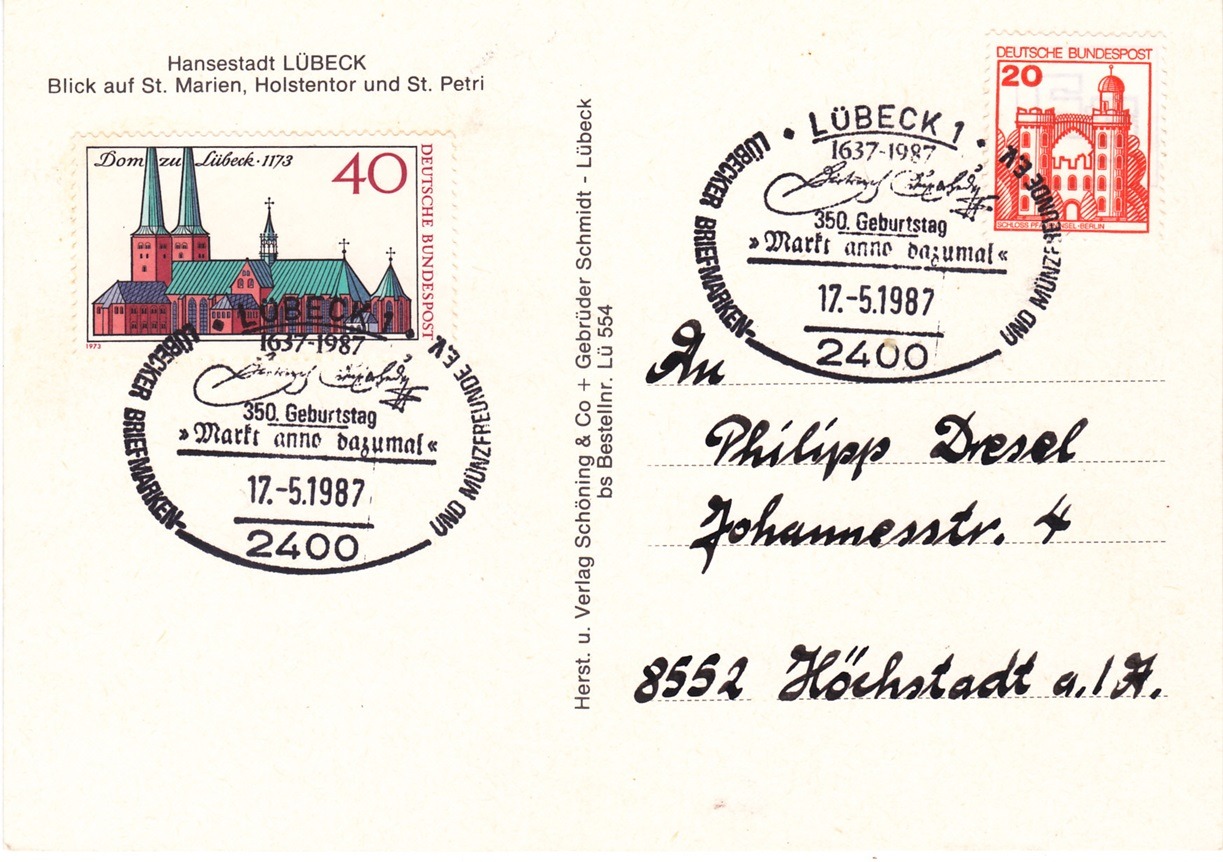 Hansestadt LÜBECK
Blick auf St. Marien, Holstentor und St. Petri
Dom zu Lübeck · 1173
40
DEUTSCHE BUNDESPOST
1973
• LÜBECK 1 •
1637-1987
350. Geburtstag
»Markt anno dazumal«
17.-5.1987
2400
LÜBECKER BRIEFMARKEN-
UND MÜNZFREUNDE E.V.
Herst. u. Verlag Schöning & Co + Gebrüder Schmidt - Lübeck
bs Bestellnr. Lü 554
DEUTSCHE BUNDESPOST
20
SCHLOSS PFAUENINSEL-BERLIN
• LÜBECK 1 •
1637-1987
350. Geburtstag
»Markt anno dazumal«
17.-5.1987
2400
LÜBECKER BRIEFMARKEN-
UND MÜNZFREUNDE E.V.
An
Philipp Dresel
Johannesstr. 4
8552 Höchstadt a./A.